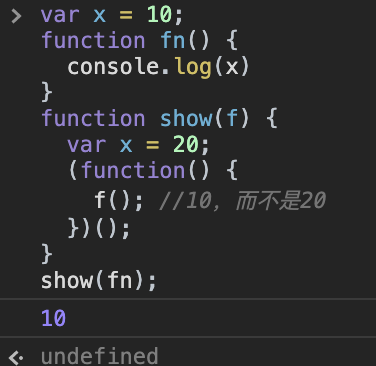 var x = 10;
function fn() {
  console.log(x)
}
function show(f) {
  var x = 20;
  (function() {
    f(); //10, 而不是20
  })();
}
show(fn);
10
undefined